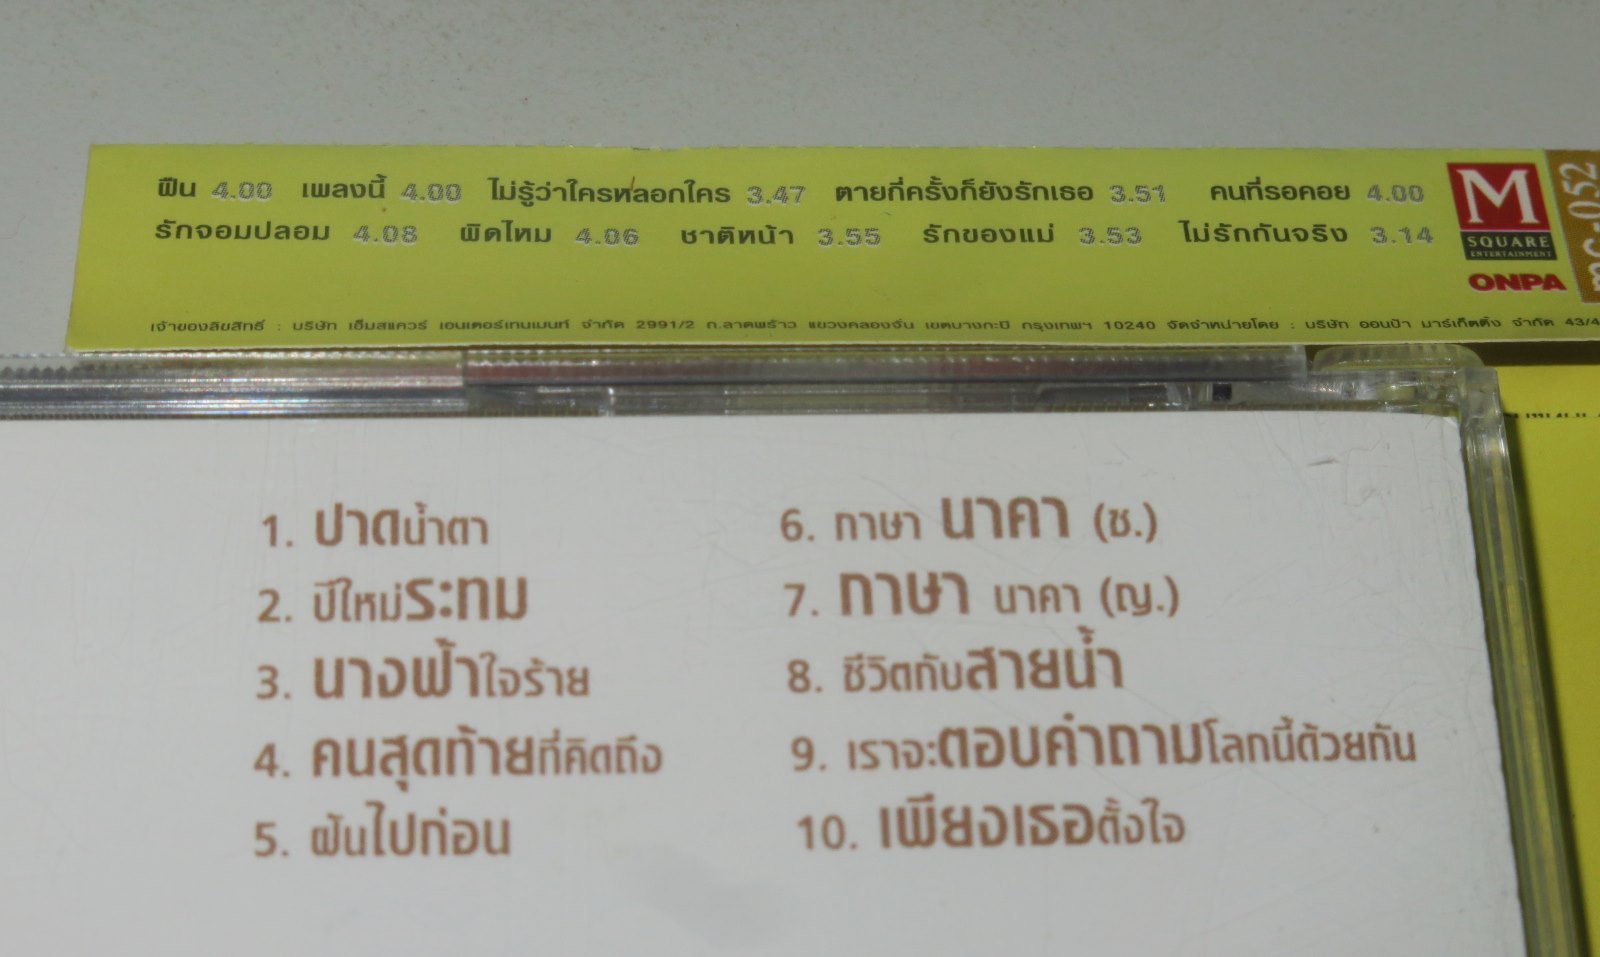 ฟืน 4.00 เพลงนี้ 4.00 ไม่รู้ว่าใครหลอกใคร 3.47 ตายกี่ครั้งก็ยังรักเธอ 3.51 คนที่รอคอย 4.00
รักจอมปลอม 4.08 ผิดไหม 4.06 ชาติหน้า 3.55 รักของแม่ 3.53 ไม่รักกันจริง 3.14
M
SQUARE
ENTERTAINMENT
ONPA
mc-052
เจ้าของลิขสิทธิ์ : บริษัท เอ็มสแควร์ เอนเตอร์เทนเมนท์ จำกัด 2991/2 ถ.ลาดพร้าว แขวงคลองจั่น เขตบางกะปิ กรุงเทพฯ 10240 จัดจำหน่ายโดย : บริษัท ออนป้า มาร์เก็ตติ้ง จำกัด 43/4
1. ปาดน้ำตา
2. ปีใหม่ระทม
3. นางฟ้าใจร้าย
4. คนสุดท้ายที่คิดถึง
5. ฝันไปก่อน
6. ภาษา นาคา (ช.)
7. ภาษา นาคา (ญ.)
8. ชีวิตกับสายน้ำ
9. เราจะตอบคำถามโลกนี้ด้วยกัน
10. เพียงเธอตั้งใจ